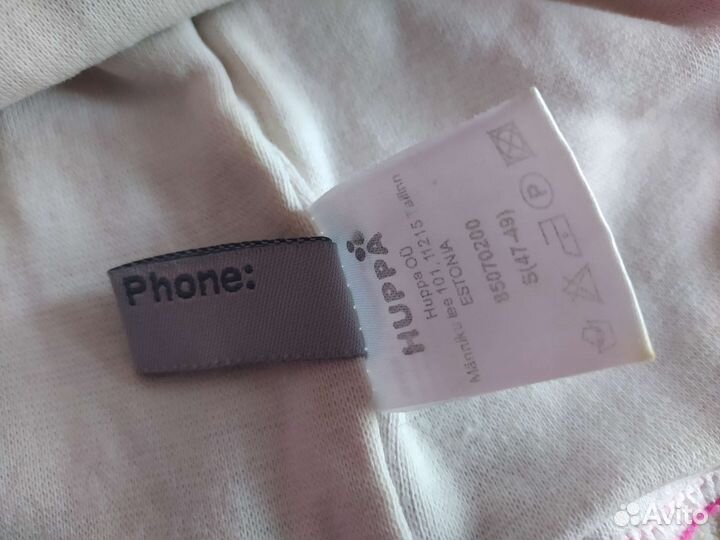 Phone:
HUPPA
Huppa OÜ
Männiku tee 101, 11215 Tallinn
ESTONIA
85070200
S(47-49)
P
Avito